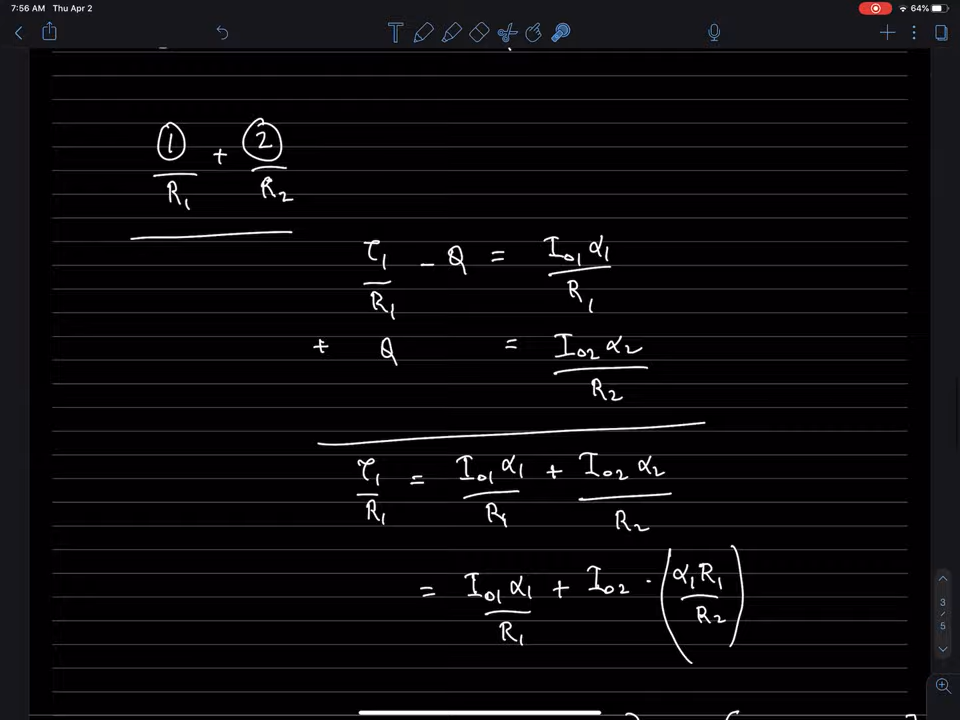 7:56 AM Thu Apr 2
64%
① / R₁ + ② / R₂
τ₁ / R₁ - Q = I₀₁ α₁ / R₁
+ Q = I₀₂ α₂ / R₂
τ₁ / R₁ = I₀₁ α₁ / R₁ + I₀₂ α₂ / R₂
= I₀₁ α₁ / R₁ + I₀₂ · (α₁ R₁ / R₂)
3 / 5